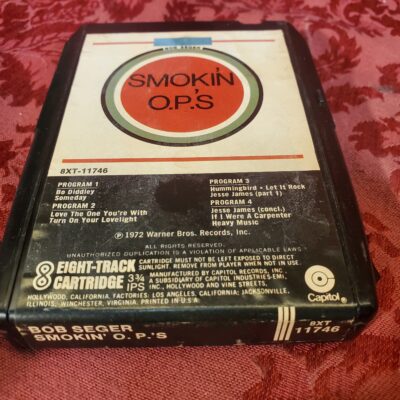 BOB SEGER
SMOKIN'
O.P.'S
8XT-11746
PROGRAM 1
Bo Diddley
Someday
PROGRAM 2
Love The One You're With
Turn On Your Lovelight
PROGRAM 3
Hummingbird • Let It Rock
Jesse James (part 1)
PROGRAM 4
Jesse James (concl.)
If I Were A Carpenter
Heavy Music
Ⓟ1972 Warner Bros. Records, Inc.
ALL RIGHTS RESERVED.
UNAUTHORIZED DUPLICATION IS A VIOLATION OF APPLICABLE LAWS
8 EIGHT-TRACK
CARTRIDGE
3¾
IPS
CARTRIDGE MUST NOT BE LEFT EXPOSED TO DIRECT
SUNLIGHT. REMOVE FROM PLAYER WHEN NOT IN USE.
MANUFACTURED BY CAPITOL RECORDS, INC.
A SUBSIDIARY OF CAPITOL INDUSTRIES-EMI,
INC., HOLLYWOOD AND VINE STREETS,
HOLLYWOOD, CALIFORNIA. FACTORIES: LOS ANGELES, CALIFORNIA; JACKSONVILLE,
ILLINOIS; WINCHESTER, VIRGINIA. PRINTED IN U.S.A.
Capitol
BOB SEGER
SMOKIN' O. P.'S
8XT
11746